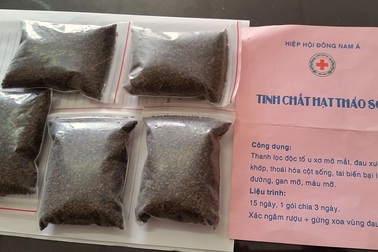 HIỆP HỘI ĐÔNG NAM Á
TINH CHẤT HẠT THẢO
Công dụng:
Thanh lọc độc tố u xơ mỡ mắt, đau
khớp, thoái hóa cột sống, tai biến bại
đường, gan mỡ, máu mỡ.
Liệu trình:
15 ngày, 1 gói chia 3 ngày.
Xác ngâm rượu + gừng xoa vùng